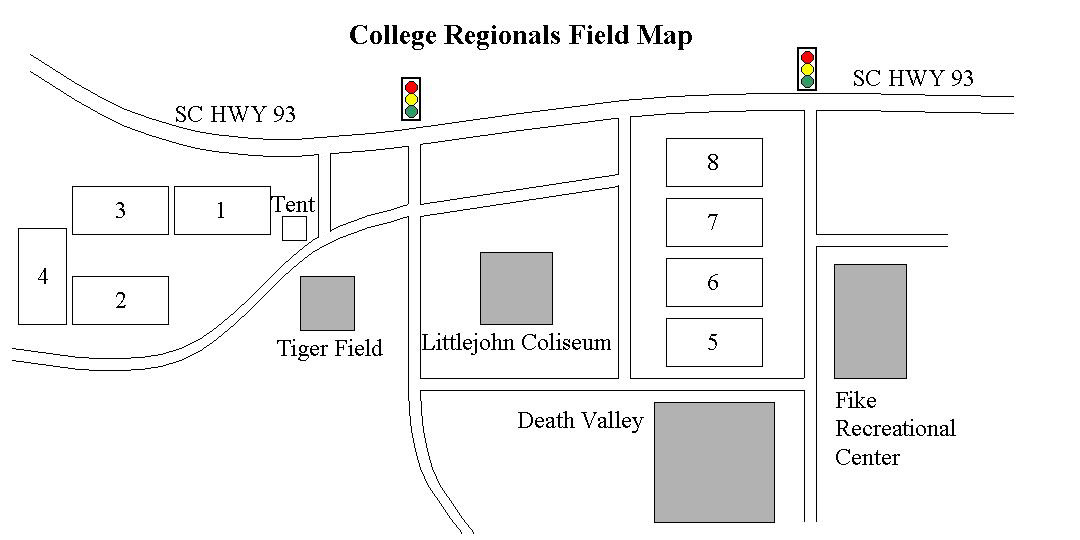 College Regionals Field Map
SC HWY 93
SC HWY 93
8
3
1
Tent
7
4
2
6
5
Tiger Field
Littlejohn Coliseum
Death Valley
Fike
Recreational
Center